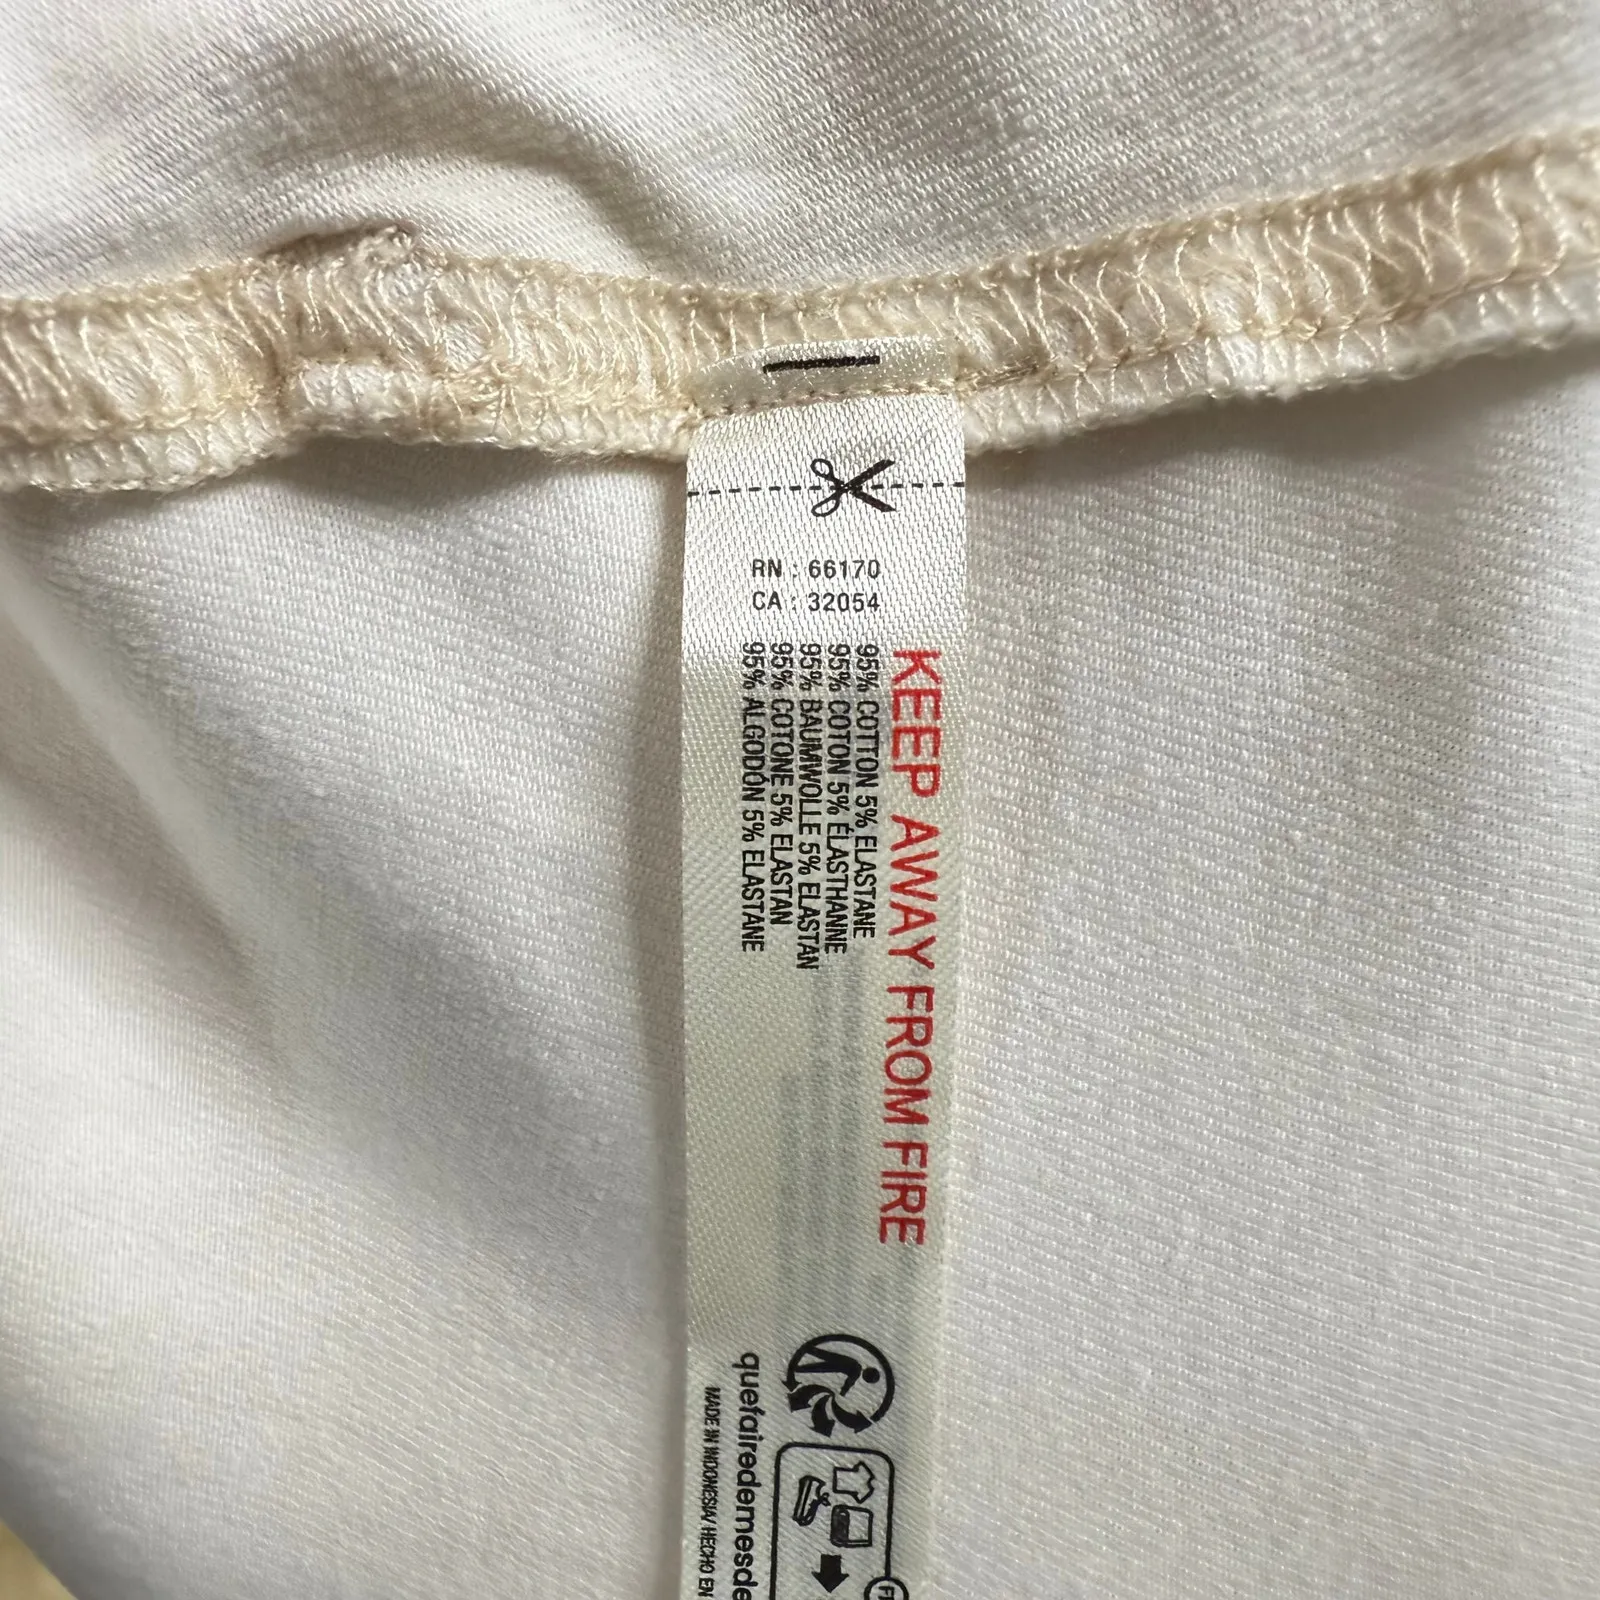 RN : 66170
CA : 32054
KEEP AWAY FROM FIRE
95% COTTON 5% ELASTANE
95% COTON 5% ÉLASTHANNE
95% BAUMWOLLE 5% ELASTAN
95% COTONE 5% ELASTAN
95% ALGODÓN 5% ELASTANE
quefairedemesde
MADE IN INDONESIA/ HECHO EN